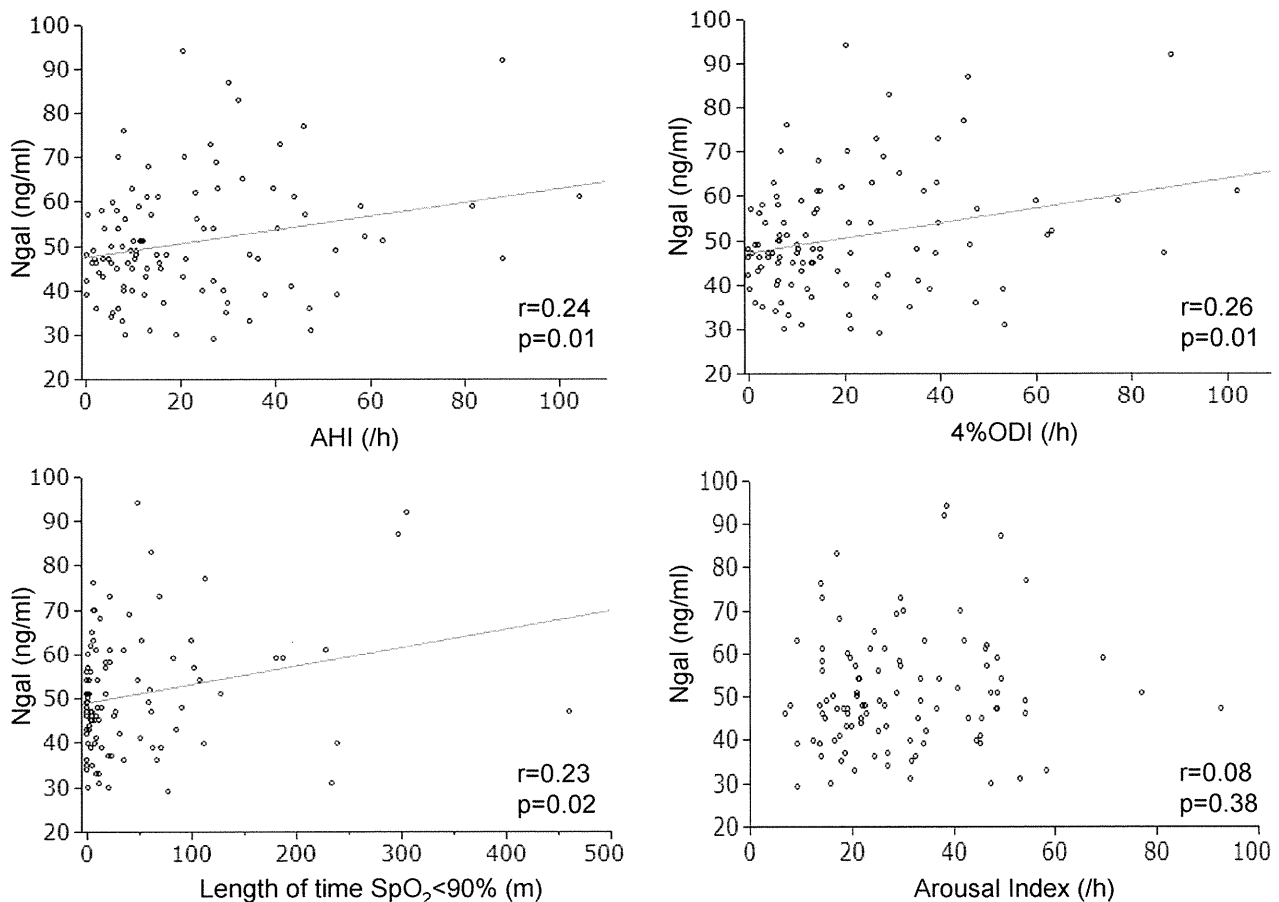 100
90
80
70
60
50
40
30
20
Ngal (ng/ml)
0 20 40 60 80 100
AHI (/h)
r=0.24
p=0.01
100
90
80
70
60
50
40
30
20
Ngal (ng/ml)
0 20 40 60 80 100
4%ODI (/h)
r=0.26
p=0.01
100
90
80
70
60
50
40
30
20
Ngal (ng/ml)
0 100 200 300 400 500
Length of time SpO₂<90% (m)
r=0.23
p=0.02
100
90
80
70
60
50
40
30
20
Ngal (ng/ml)
0 20 40 60 80 100
Arousal Index (/h)
r=0.08
p=0.38